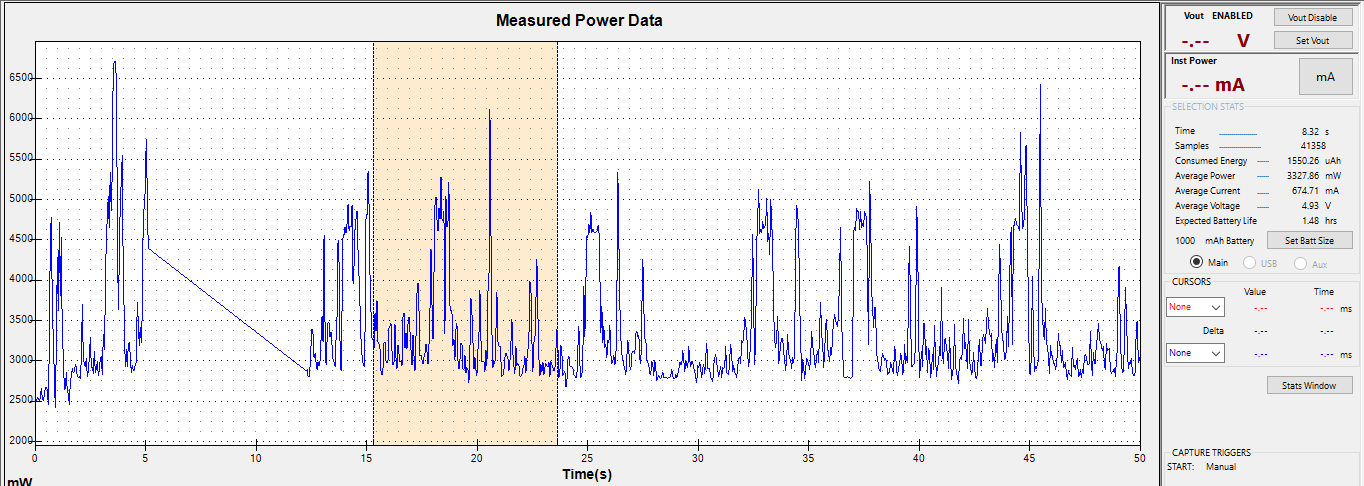 Measured Power Data
6500
6000
5500
5000
4500
4000
3500
3000
2500
2000
0 5 10 15 20 25 30 35 40 45 50
Time(s)
mW
Vout ENABLED Vout Disable
-.-- V Set Vout
Inst Power
-.-- mA mA
SELECTION STATS
Time 8.32 s
Samples 41358
Consumed Energy 1550.26 uAh
Average Power 3327.86 mW
Average Current 674.71 mA
Average Voltage 4.93 V
Expected Battery Life 1.48 hrs
1000 mAh Battery Set Batt Size
Main USB Aux
CURSORS
Value Time
None -.-- -.-- ms
Delta -.-- -.--
None -.-- -.-- ms
Stats Window
CAPTURE TRIGGERS
START: Manual